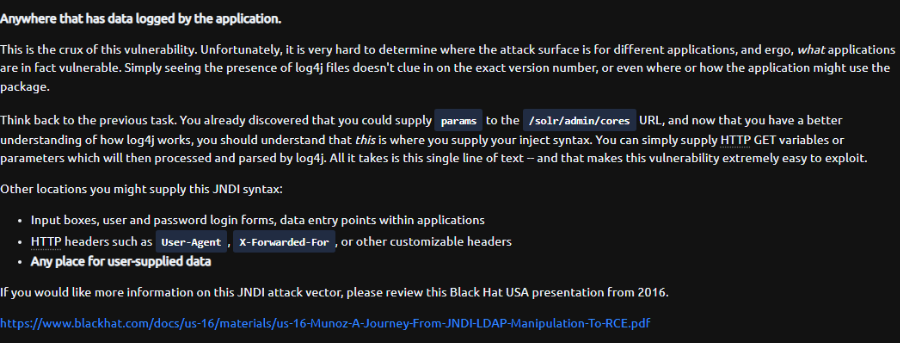 Anywhere that has data logged by the application.
This is the crux of this vulnerability. Unfortunately, it is very hard to determine where the attack surface is for different applications, and ergo, what applications
are in fact vulnerable. Simply seeing the presence of log4j files doesn't clue in on the exact version number, or even where or how the application might use the
package.
Think back to the previous task. You already discovered that you could supply params to the /solr/admin/cores URL, and now that you have a better
understanding of how log4j works, you should understand that this is where you supply your inject syntax. You can simply supply HTTP GET variables or
parameters which will then processed and parsed by log4j. All it takes is this single line of text -- and that makes this vulnerability extremely easy to exploit.
Other locations you might supply this JNDI syntax:
• Input boxes, user and password login forms, data entry points within applications
• HTTP headers such as User-Agent, X-Forwarded-For, or other customizable headers
• Any place for user-supplied data
If you would like more information on this JNDI attack vector, please review this Black Hat USA presentation from 2016.
https://www.blackhat.com/docs/us-16/materials/us-16-Munoz-A-Journey-From-JNDI-LDAP-Manipulation-To-RCE.pdf